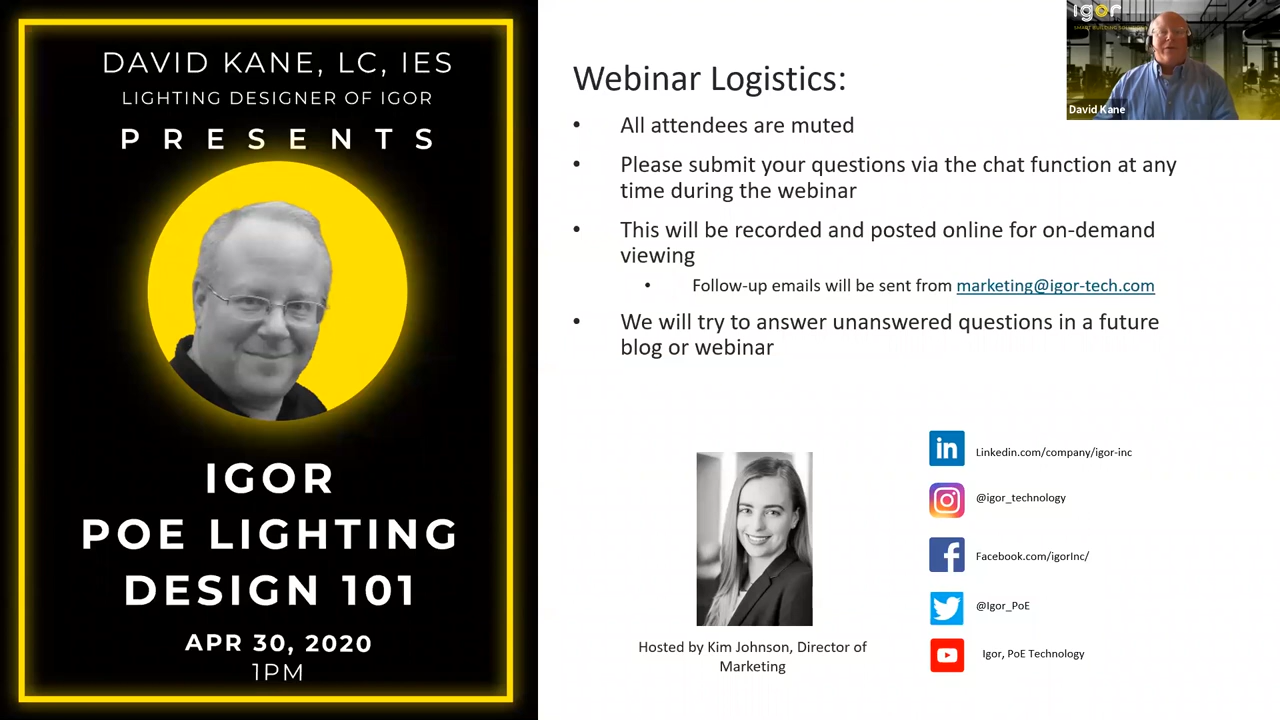 DAVID KANE, LC, IES
LIGHTING DESIGNER OF IGOR
PRESENTS
IGOR
POE LIGHTING
DESIGN 101
APR 30, 2020
1PM
Webinar Logistics:
• All attendees are muted
• Please submit your questions via the chat function at any
time during the webinar
• This will be recorded and posted online for on-demand
viewing
• Follow-up emails will be sent from marketing@igor-tech.com
• We will try to answer unanswered questions in a future
blog or webinar
Hosted by Kim Johnson, Director of
Marketing
in Linkedin.com/company/igor-inc
@igor_technology
f Facebook.com/igorInc/
@Igor_PoE
Igor, PoE Technology
igor
David Kane